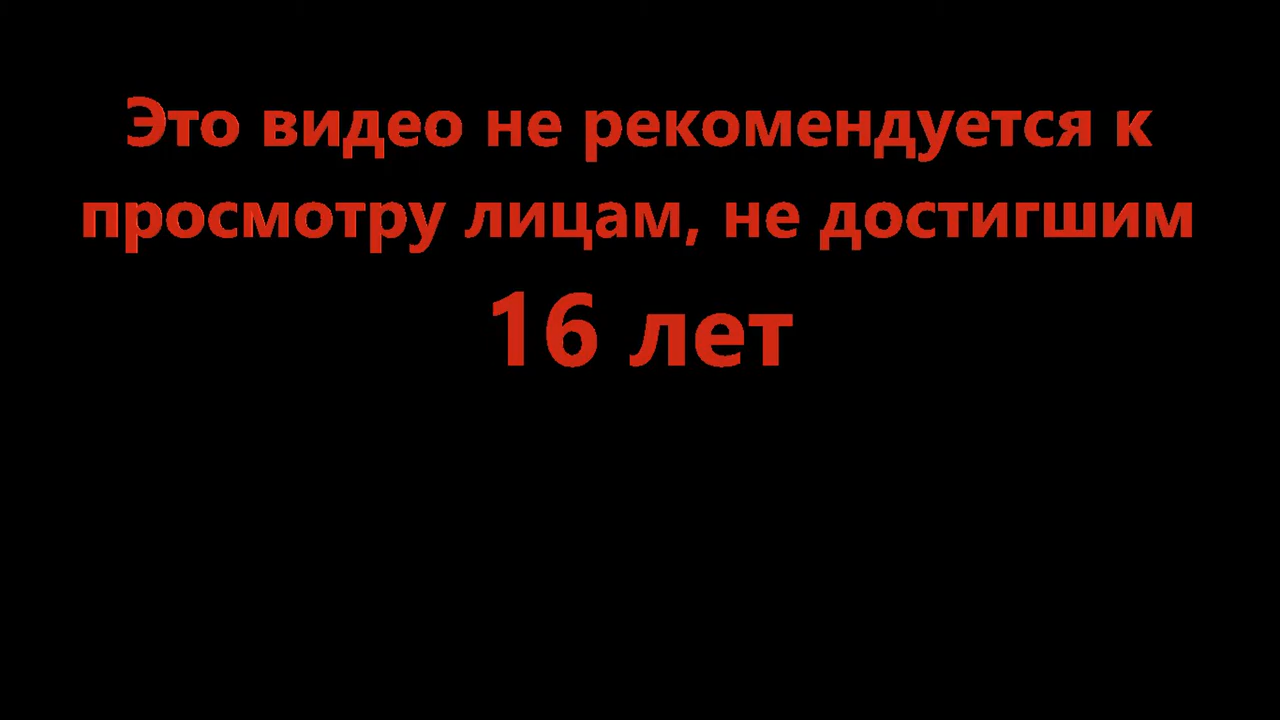 Это видео не рекомендуется к
просмотру лицам, не достигшим
16 лет